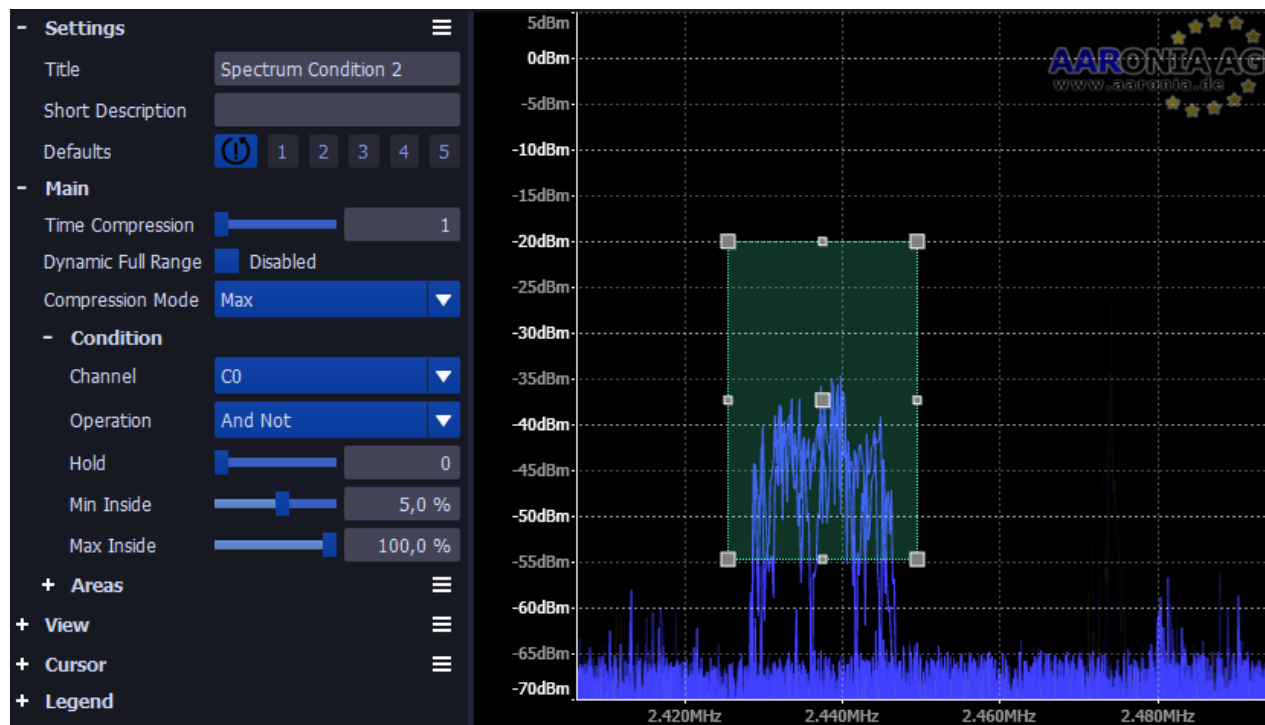 Settings
Title Spectrum Condition 2
Short Description
Defaults 1 2 3 4 5
Main
Time Compression 1
Dynamic Full Range Disabled
Compression Mode Max
Condition
Channel C0
Operation And Not
Hold 0
Min Inside 5,0 %
Max Inside 100,0 %
Areas
View
Cursor
Legend
5dBm
0dBm
-5dBm
-10dBm
-15dBm
-20dBm
-25dBm
-30dBm
-35dBm
-40dBm
-45dBm
-50dBm
-55dBm
-60dBm
-65dBm
-70dBm
2.420MHz 2.440MHz 2.460MHz 2.480MHz
AARONIA AG
www.aaronia.de